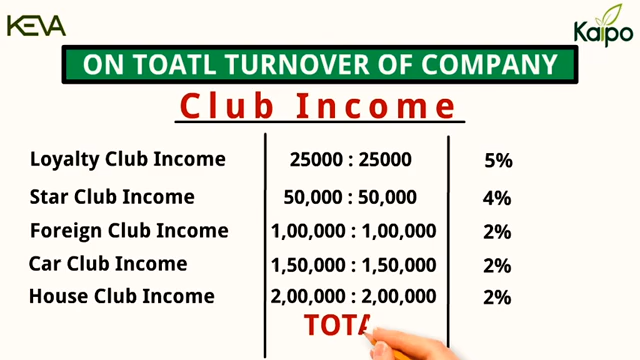 KEVA
Kaipo
ON TOATL TURNOVER OF COMPANY
Club Income
Loyalty Club Income 25000 : 25000 5%
Star Club Income 50,000 : 50,000 4%
Foreign Club Income 1,00,000 : 1,00,000 2%
Car Club Income 1,50,000 : 1,50,000 2%
House Club Income 2,00,000 : 2,00,000 2%
TOTA